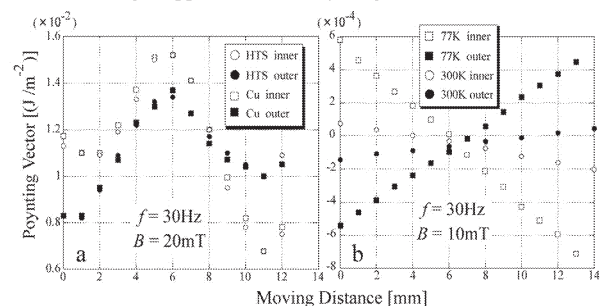 (×10⁻²)
1.6
1.4
1.2
1
0.8
0.6
0 2 4 6 8 10 12 14
Poynting Vector [(J /m⁻²)]
HTS inner
HTS outer
Cu inner
Cu outer
f = 30Hz
B = 20mT
a
(×10⁻⁴)
6
4
2
0
-2
-4
-6
-8
0 2 4 6 8 10 12 14
77K inner
77K outer
300K inner
300K outer
f = 30Hz
B = 10mT
b
Moving Distance [mm]